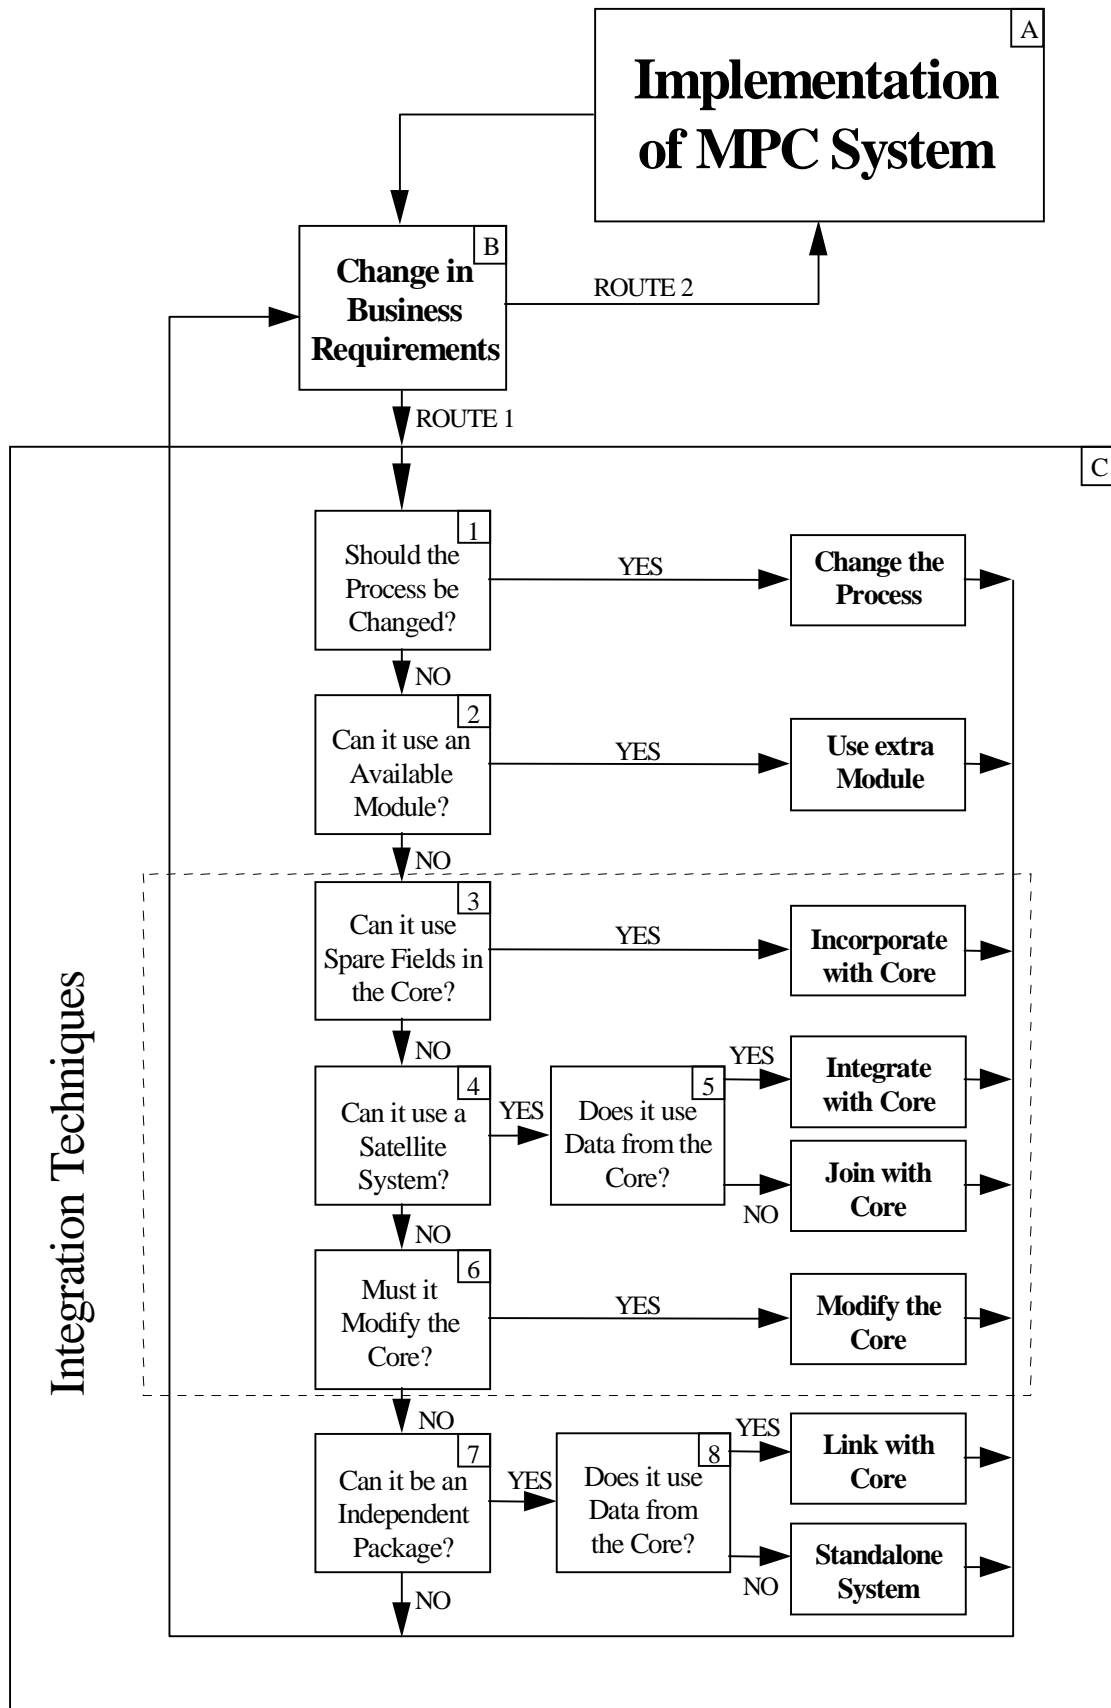 A
Implementation
of MPC System
B
Change in
Business
Requirements
ROUTE 2
ROUTE 1
C
Integration Techniques
1
Should the
Process be
Changed?
YES
Change the
Process
NO
2
Can it use an
Available
Module?
YES
Use extra
Module
NO
3
Can it use
Spare Fields in
the Core?
YES
Incorporate
with Core
NO
4
Can it use a
Satellite
System?
YES
5
Does it use
Data from the
Core?
YES
Integrate
with Core
NO
Join with
Core
NO
6
Must it
Modify the
Core?
YES
Modify the
Core
NO
7
Can it be an
Independent
Package?
YES
8
Does it use
Data from
the Core?
YES
Link with
Core
NO
Standalone
System
NO